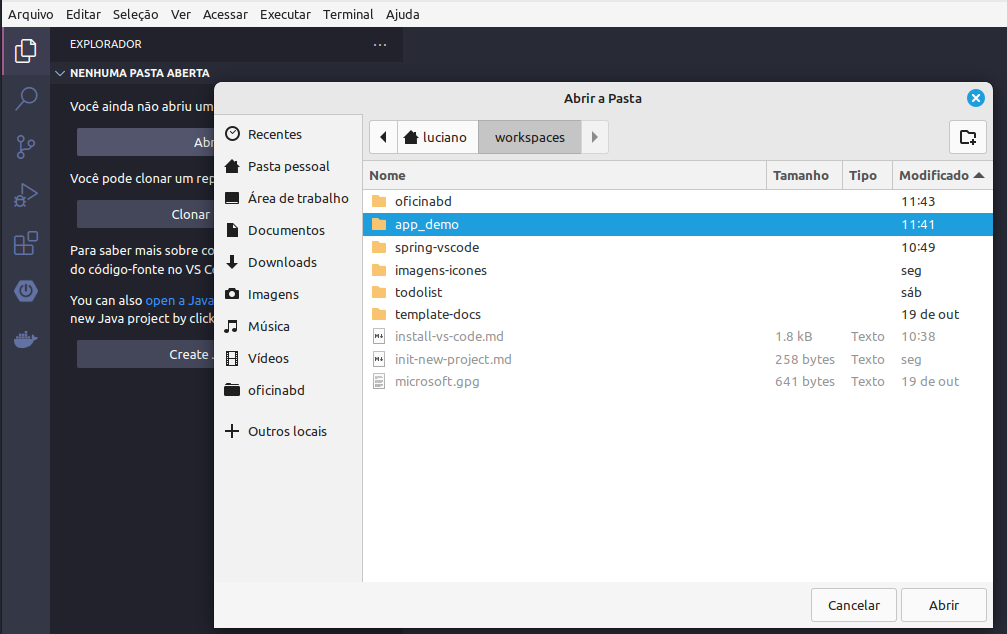 Arquivo Editar Seleção Ver Acessar Executar Terminal Ajuda
EXPLORADOR ...
NENHUMA PASTA ABERTA
Você ainda não abriu um
Abr
Você pode clonar um rep
Clonar
Para saber mais sobre co
do código-fonte no VS C
You can also open a Java
new Java project by click
Create .
Abrir a Pasta
Recentes
Pasta pessoal
Área de trabalho
Documentos
Downloads
Imagens
Música
Vídeos
oficinabd
Outros locais
luciano workspaces
Nome Tamanho Tipo Modificado
oficinabd 11:43
app_demo 11:41
spring-vscode 10:49
imagens-icones seg
todolist sáb
template-docs 19 de out
install-vs-code.md 1.8 kB Texto 10:38
init-new-project.md 258 bytes Texto seg
microsoft.gpg 641 bytes Texto 19 de out
Cancelar Abrir